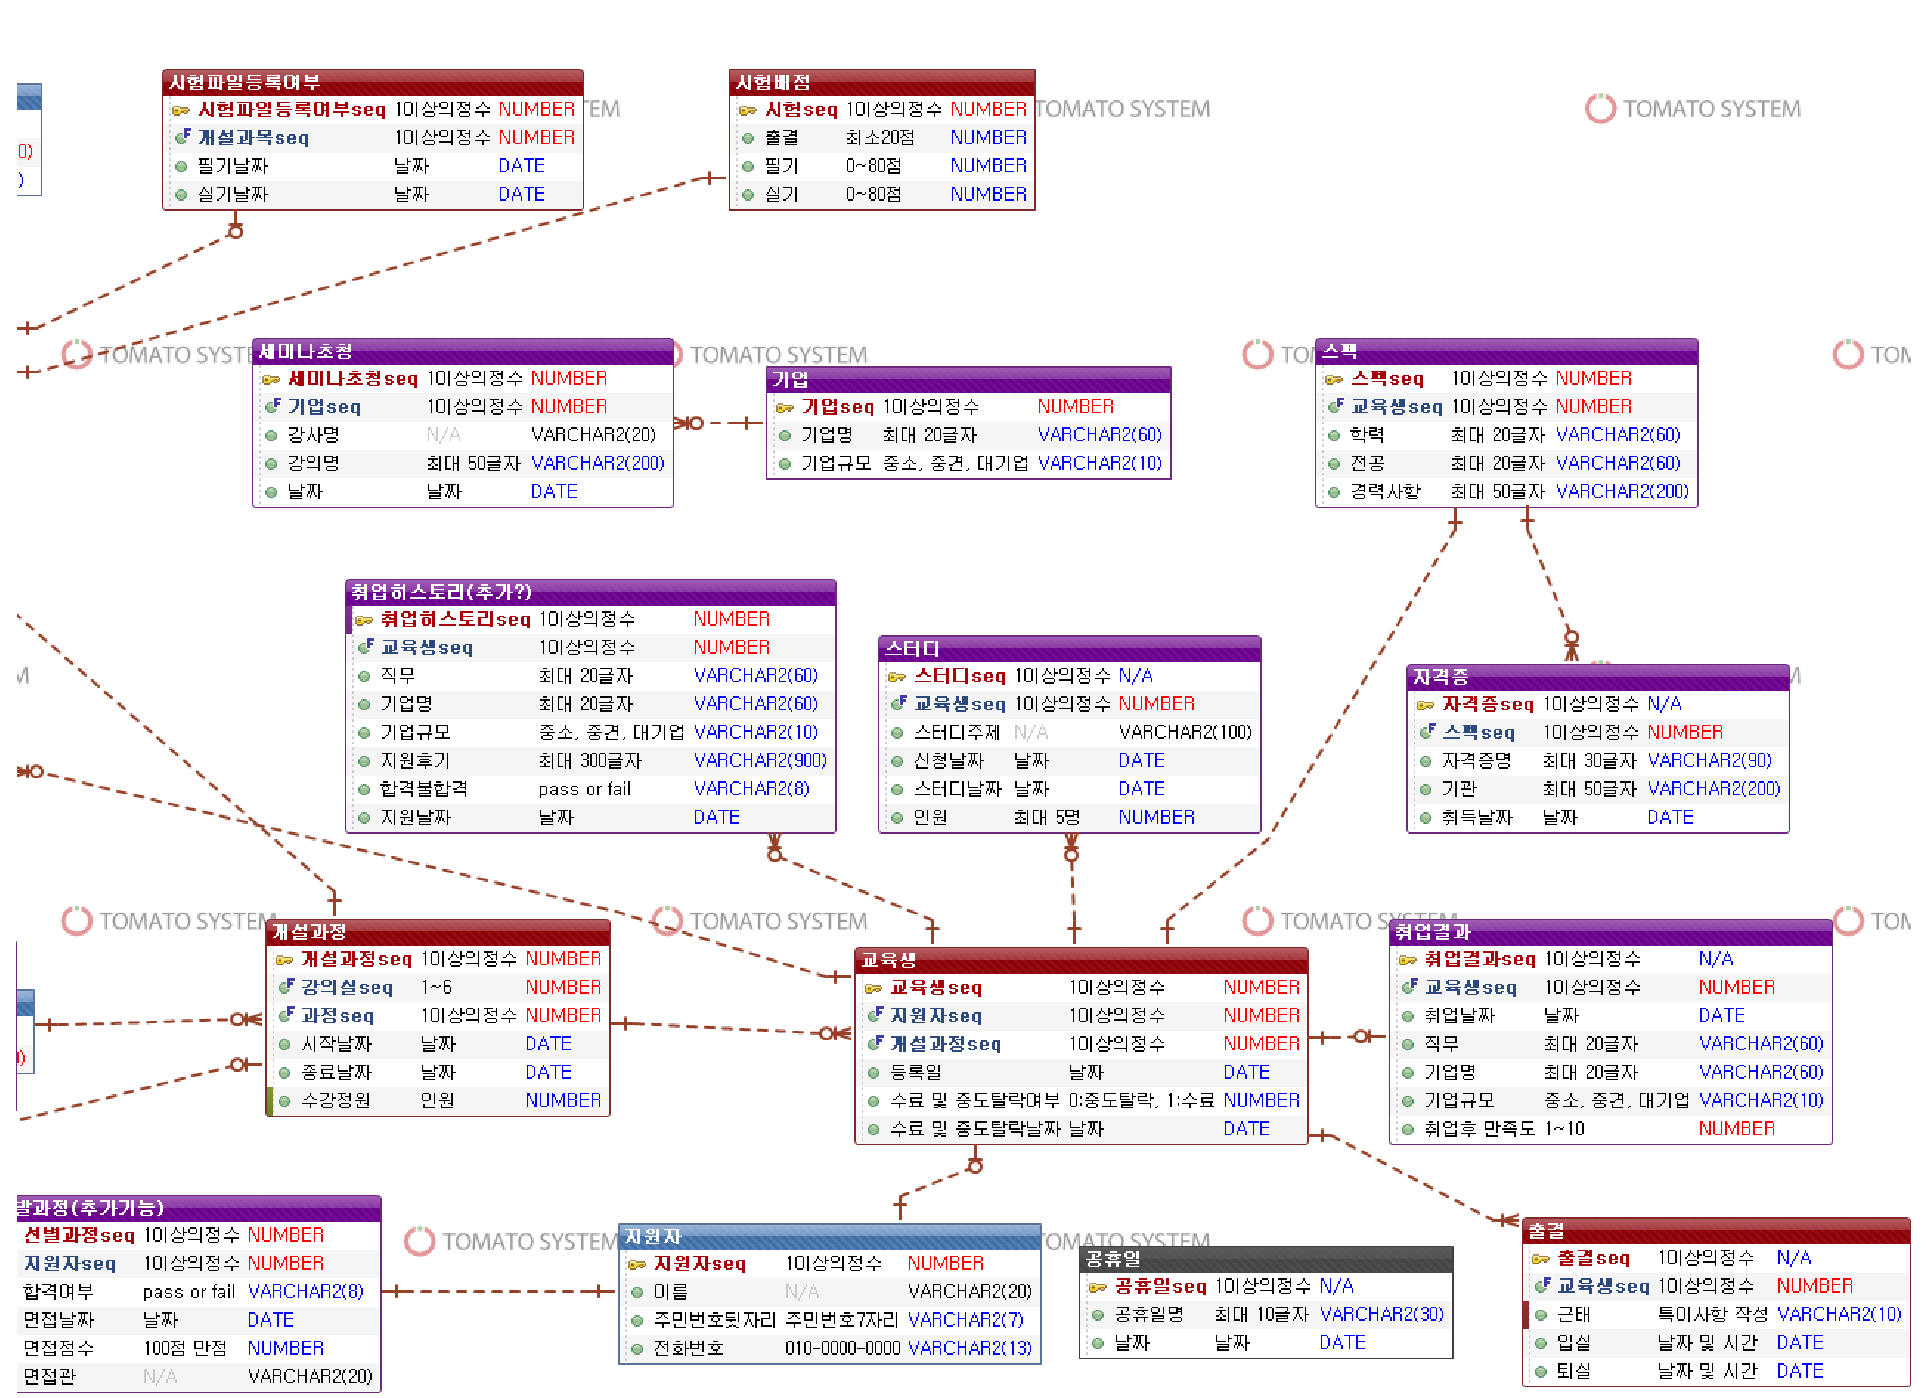 시험파일등록여부
시험파일등록여부seq 1이상의정수 NUMBER
개설과목seq 1이상의정수 NUMBER
필기날짜 날짜 DATE
실기날짜 날짜 DATE
시험배점
시험seq 1이상의정수 NUMBER
출결 최소20점 NUMBER
필기 0~80점 NUMBER
실기 0~80점 NUMBER
TEM
TOMATO SYSTEM
TOMATO SYSTEM
0)
)
TOMATO SYSTE
세미나초청
세미나초청seq 1이상의정수 NUMBER
기업seq 1이상의정수 NUMBER
강사명 N/A VARCHAR2(20)
강의명 최대 50글자 VARCHAR2(200)
날짜 날짜 DATE
TOMATO SYSTEM
기업
기업seq 1이상의정수 NUMBER
기업명 최대 20글자 VARCHAR2(60)
기업규모 중소, 중견, 대기업 VARCHAR2(10)
TO
스펙
스펙seq 1이상의정수 NUMBER
교육생seq 1이상의정수 NUMBER
학력 최대 20글자 VARCHAR2(60)
전공 최대 20글자 VARCHAR2(60)
경력사항 최대 50글자 VARCHAR2(200)
TOM
취업히스토리(추가?)
취업히스토리seq 1이상의정수 NUMBER
교육생seq 1이상의정수 NUMBER
직무 최대 20글자 VARCHAR2(60)
기업명 최대 20글자 VARCHAR2(60)
기업규모 중소, 중견, 대기업 VARCHAR2(10)
지원후기 최대 300글자 VARCHAR2(900)
합격불합격 pass or fail VARCHAR2(8)
지원날짜 날짜 DATE
스터디
스터디seq 1이상의정수 N/A
교육생seq 1이상의정수 NUMBER
스터디주제 N/A VARCHAR2(100)
신청날짜 날짜 DATE
스터디날짜 날짜 DATE
인원 최대 5명 NUMBER
자격증
자격증seq 1이상의정수 N/A
스펙seq 1이상의정수 NUMBER
자격증명 최대 30글자 VARCHAR2(90)
기관 최대 50글자 VARCHAR2(200)
취득날짜 날짜 DATE
M
M
TOMATO SYSTEM
TOMATO SYSTEM
TOMATO SYSTEM
TOM
개설과정
개설과정seq 1이상의정수 NUMBER
강의실seq 1~6 NUMBER
과정seq 1이상의정수 NUMBER
시작날짜 날짜 DATE
종료날짜 날짜 DATE
수강정원 인원 NUMBER
)
교육생
교육생seq 1이상의정수 NUMBER
지원자seq 1이상의정수 NUMBER
개설과정seq 1이상의정수 NUMBER
등록일 날짜 DATE
수료 및 중도탈락여부 0:중도탈락, 1:수료 NUMBER
수료 및 중도탈락날짜 날짜 DATE
취업결과
취업결과seq 1이상의정수 N/A
교육생seq 1이상의정수 NUMBER
취업날짜 날짜 DATE
직무 최대 20글자 VARCHAR2(60)
기업명 최대 20글자 VARCHAR2(60)
기업규모 중소, 중견, 대기업 VARCHAR2(10)
취업후 만족도 1~10 NUMBER
발과정(추가기능)
선별과정seq 1이상의정수 NUMBER
지원자seq 1이상의정수 NUMBER
합격여부 pass or fail VARCHAR2(8)
면접날짜 날짜 DATE
면접점수 100점 만점 NUMBER
면접관 N/A VARCHAR2(20)
TOMATO SYSTEM
지원자
지원자seq 1이상의정수 NUMBER
이름 N/A VARCHAR2(20)
주민번호뒷자리 주민번호7자리 VARCHAR2(7)
전화번호 010-0000-0000 VARCHAR2(13)
TOMATO SYSTEM
공휴일
공휴일seq 1이상의정수 N/A
공휴일명 최대 10글자 VARCHAR2(30)
날짜 날짜 DATE
출결
출결seq 1이상의정수 N/A
교육생seq 1이상의정수 NUMBER
근태 특이사항 작성 VARCHAR2(10)
입실 날짜 및 시간 DATE
퇴실 날짜 및 시간 DATE